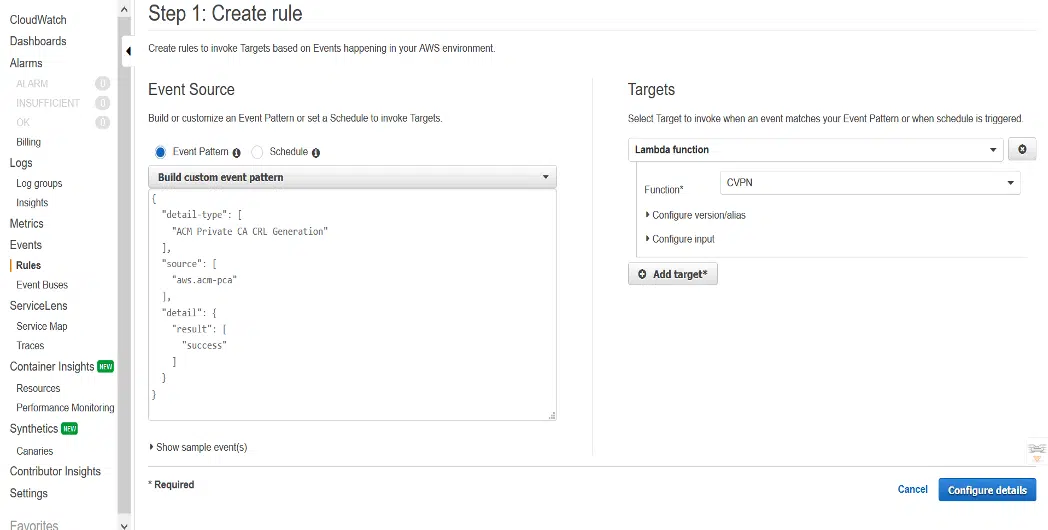 CloudWatch
Dashboards
Alarms
ALARM 0
INSUFFICIENT 0
OK 0
Billing
Logs
Log groups
Insights
Metrics
Events
Rules
Event Buses
ServiceLens
Service Map
Traces
Container Insights NEW
Resources
Performance Monitoring
Synthetics NEW
Canaries
Contributor Insights
Settings
Favorites
Step 1: Create rule
Create rules to invoke Targets based on Events happening in your AWS environment.
Event Source
Build or customize an Event Pattern or set a Schedule to invoke Targets.
Event Pattern Schedule
Build custom event pattern
{
"detail-type": [
"ACM Private CA CRL Generation"
],
"source": [
"aws.acm-pca"
],
"detail": {
"result": [
"success"
]
}
}
Show sample event(s)
* Required
Targets
Select Target to invoke when an event matches your Event Pattern or when schedule is triggered.
Lambda function
Function* CVPN
Configure version/alias
Configure input
Add target*
Cancel Configure details